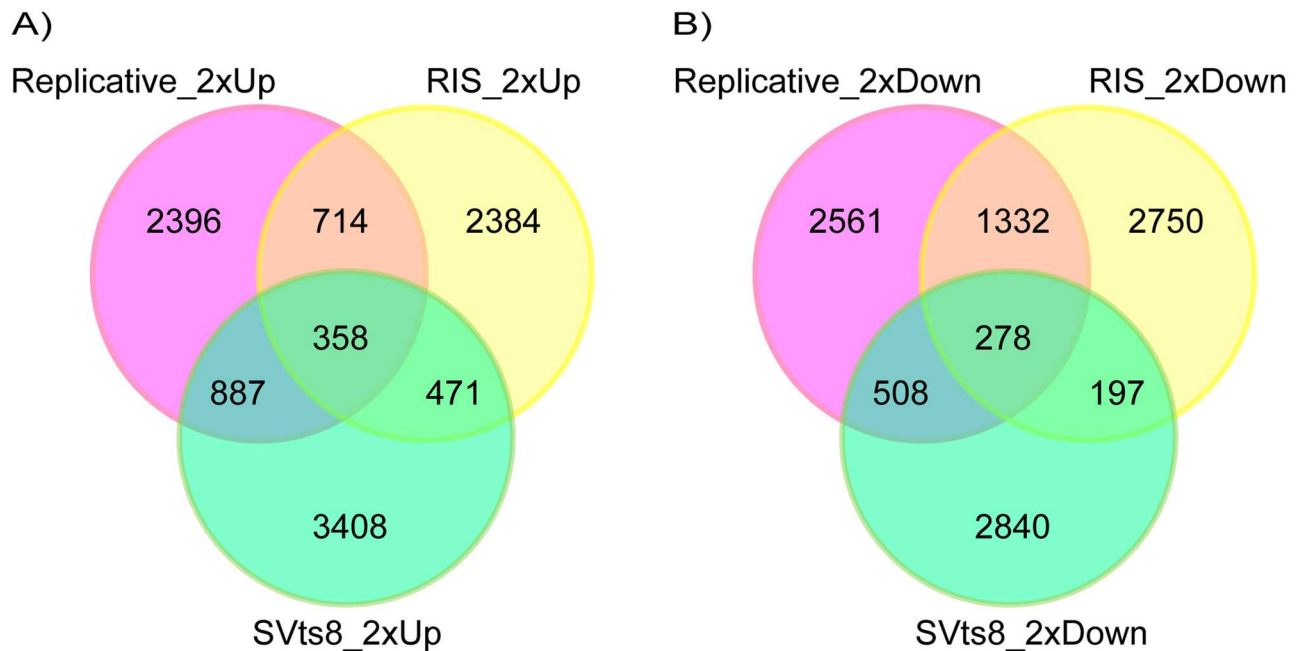 A)
Replicative_2xUp
RIS_2xUp
2396
714
2384
358
887
471
3408
SVts8_2xUp
B)
Replicative_2xDown
RIS_2xDown
2561
1332
2750
278
508
197
2840
SVts8_2xDown